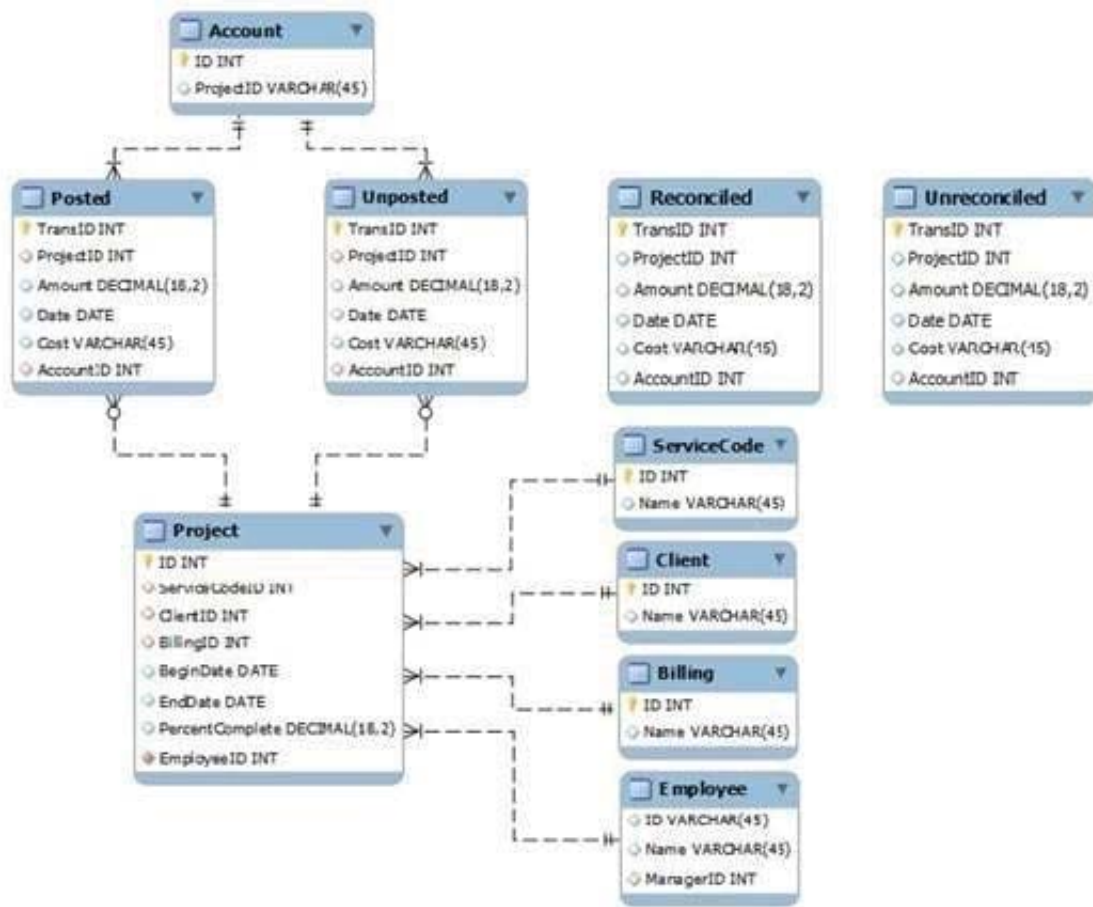 Account
ID INT
ProjectID VARCHAR(45)
Posted
TransID INT
ProjectID INT
Amount DECIMAL(18,2)
Date DATE
Cost VARCHAR(45)
AccountID INT
Unposted
TransID INT
ProjectID INT
Amount DECIMAL(18,2)
Date DATE
Cost VARCHAR(45)
AccountID INT
Reconciled
TransID INT
ProjectID INT
Amount DECIMAL(18,2)
Date DATE
Cost VARCHAR(45)
AccountID INT
Unreconciled
TransID INT
ProjectID INT
Amount DECIMAL(18,2)
Date DATE
Cost VARCHAR(45)
AccountID INT
Project
ID INT
ServiceCodeID INT
ClientID INT
BillingID INT
BeginDate DATE
EndDate DATE
PercentComplete DECIMAL(18,2)
EmployeeID INT
ServiceCode
ID INT
Name VARCHAR(45)
Client
ID INT
Name VARCHAR(45)
Billing
ID INT
Name VARCHAR(45)
Employee
ID VARCHAR(45)
Name VARCHAR(45)
ManagerID INT